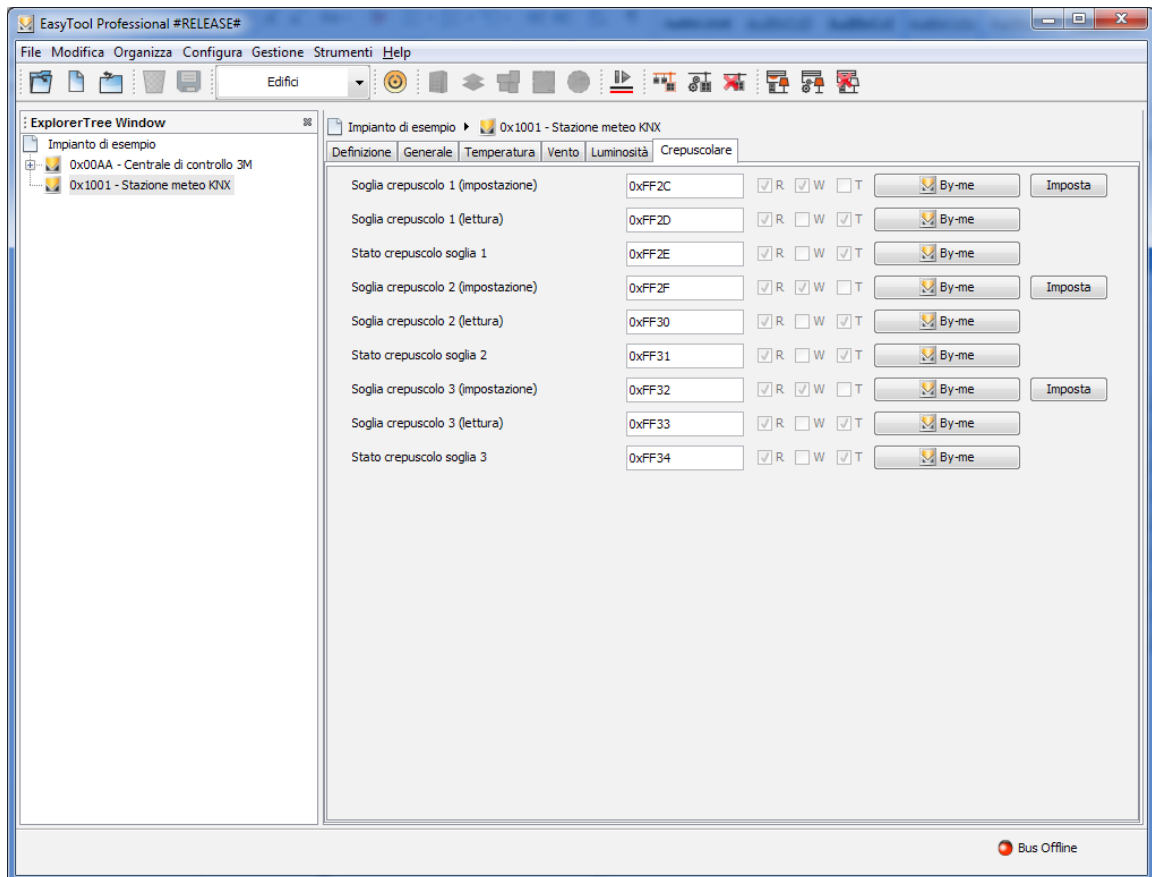 EasyTool Professional #RELEASE#
File Modifica Organizza Configura Gestione Strumenti Help
Edifici
ExplorerTree Window
Impianto di esempio
0x00AA - Centrale di controllo 3M
0x1001 - Stazione meteo KNX
Impianto di esempio 0x1001 - Stazione meteo KNX
Definizione Generale Temperatura Vento Luminosità Crepuscolare
Soglia crepuscolo 1 (impostazione) 0xFF2C R W T By-me Imposta
Soglia crepuscolo 1 (lettura) 0xFF2D R W T By-me
Stato crepuscolo soglia 1 0xFF2E R W T By-me
Soglia crepuscolo 2 (impostazione) 0xFF2F R W T By-me Imposta
Soglia crepuscolo 2 (lettura) 0xFF30 R W T By-me
Stato crepuscolo soglia 2 0xFF31 R W T By-me
Soglia crepuscolo 3 (impostazione) 0xFF32 R W T By-me Imposta
Soglia crepuscolo 3 (lettura) 0xFF33 R W T By-me
Stato crepuscolo soglia 3 0xFF34 R W T By-me
Bus Offline